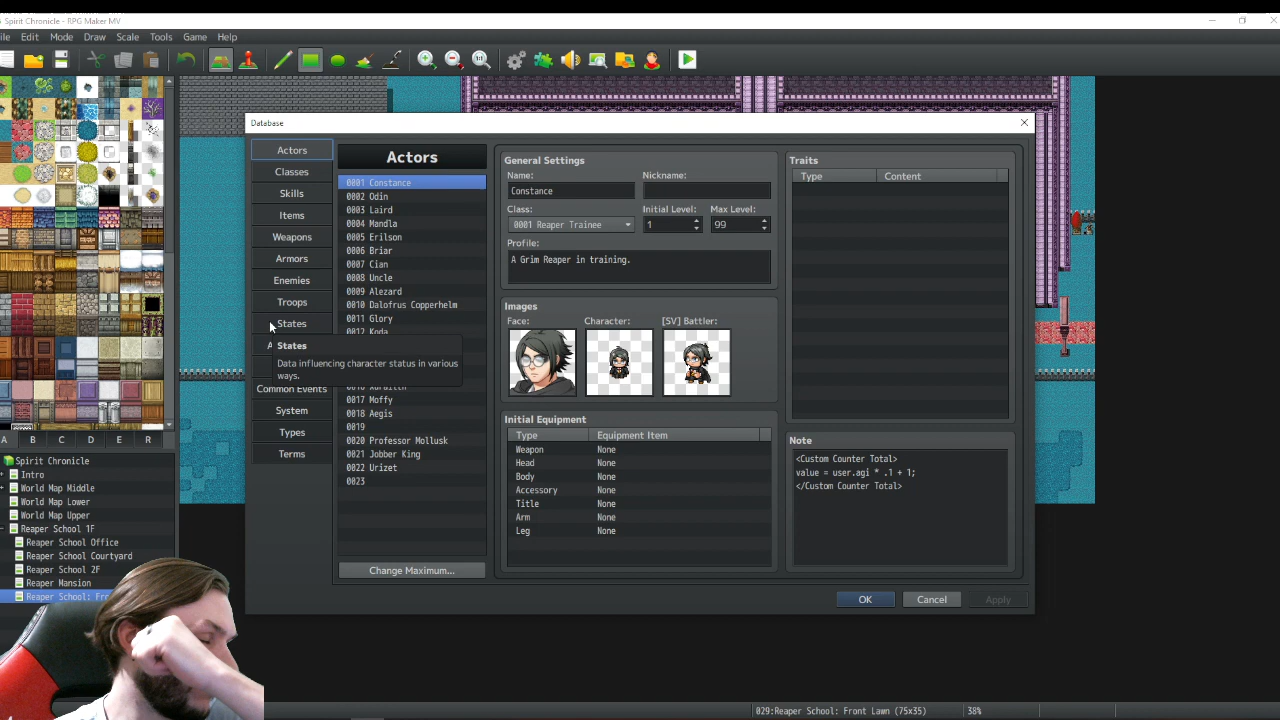 Spirit Chronicle - RPG Maker MV
Edit Mode Draw Scale Tools Game Help
Database
Actors
Classes
Skills
Items
Weapons
Armors
Enemies
Troops
States
Common Events
System
Types
Terms
States
Data influencing character status in various
ways.
Actors
0001 Constance
0002 Odin
0003 Laird
0004 Mandla
0005 Erilson
0006 Briar
0007 Cian
0008 Uncle
0009 Alezard
0010 Dalofrus Copperhelm
0011 Glory
0012 Koda
0017 Moffy
0018 Aegis
0019
0020 Professor Mollusk
0021 Jobber King
0022 Urizet
0023
Change Maximum...
General Settings
Name:
Nickname:
Constance
Class:
Initial Level:
Max Level:
0001 Reaper Trainee
1
99
Profile:
A Grim Reaper in training.
Images
Face:
Character:
[SV] Battler:
Initial Equipment
Type Equipment Item
Weapon None
Head None
Body None
Accessory None
Title None
Arm None
Leg None
Traits
Type Content
Note
<Custom Counter Total>
value = user.agi * .1 + 1;
</Custom Counter Total>
OK
Cancel
Apply
A B C D E R
Spirit Chronicle
Intro
World Map Middle
World Map Lower
World Map Upper
Reaper School 1F
Reaper School Office
Reaper School Courtyard
Reaper School 2F
Reaper Mansion
Reaper School:
029:Reaper School: Front Lawn (75x35)
38%